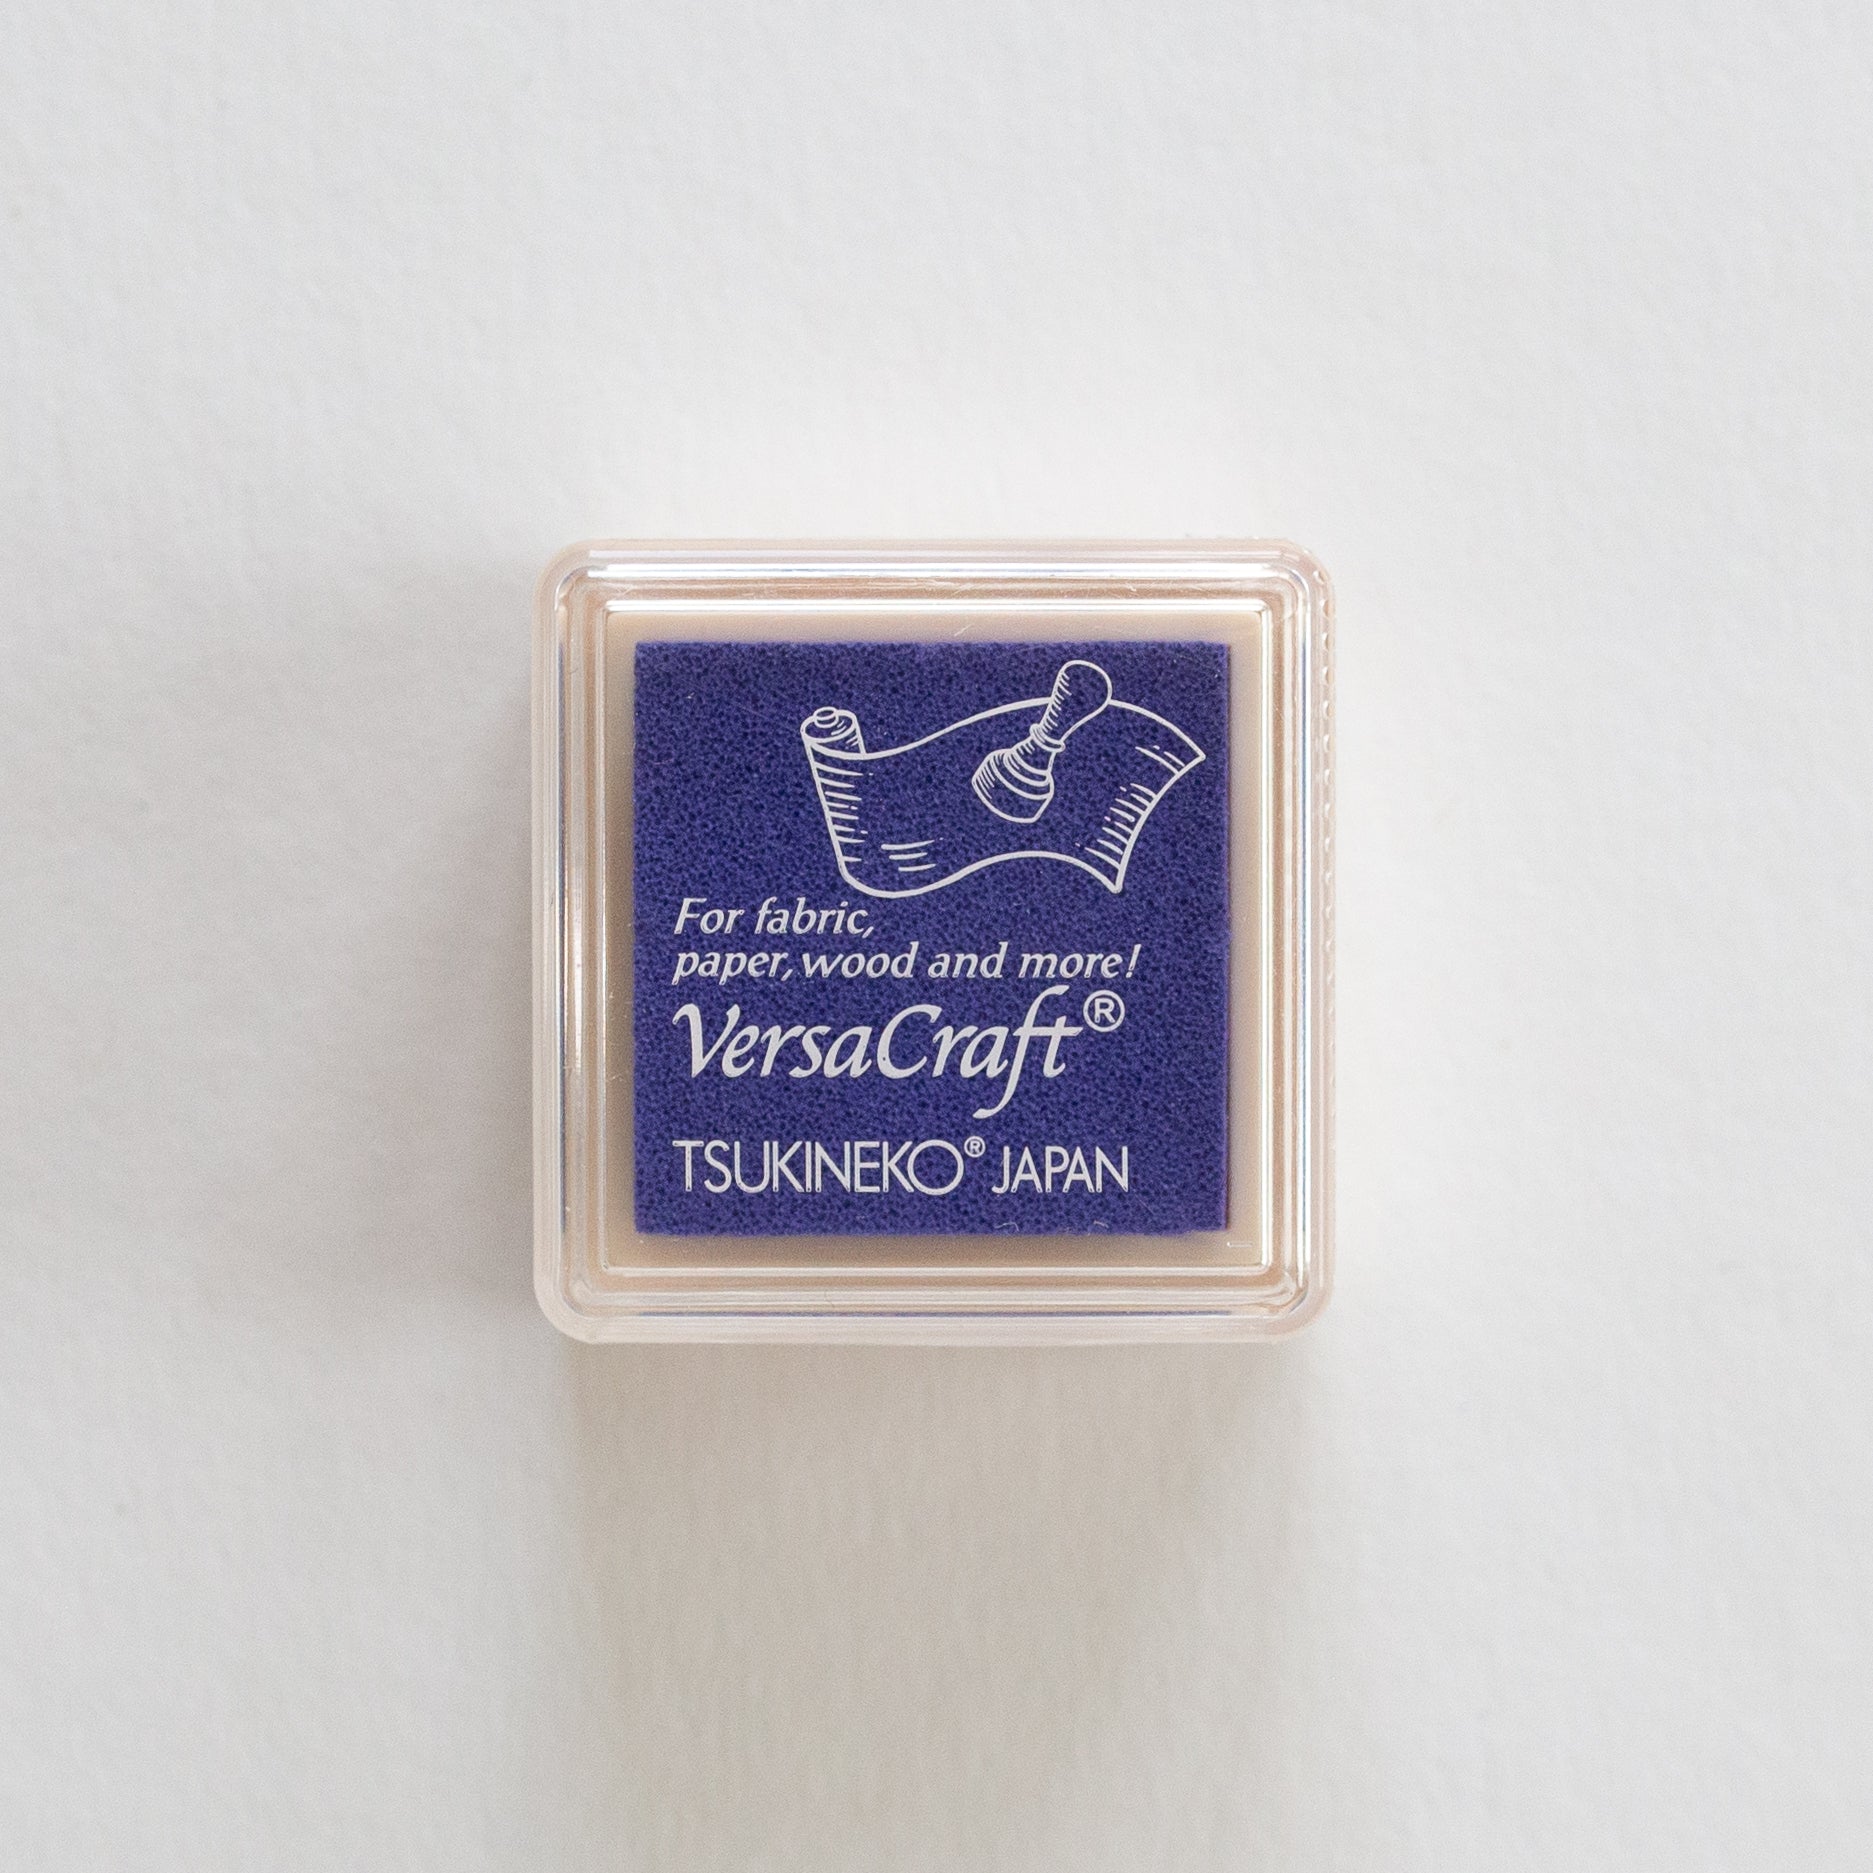 For fabric,
paper, wood and more!
VersaCraft®
TSUKINEKO® JAPAN